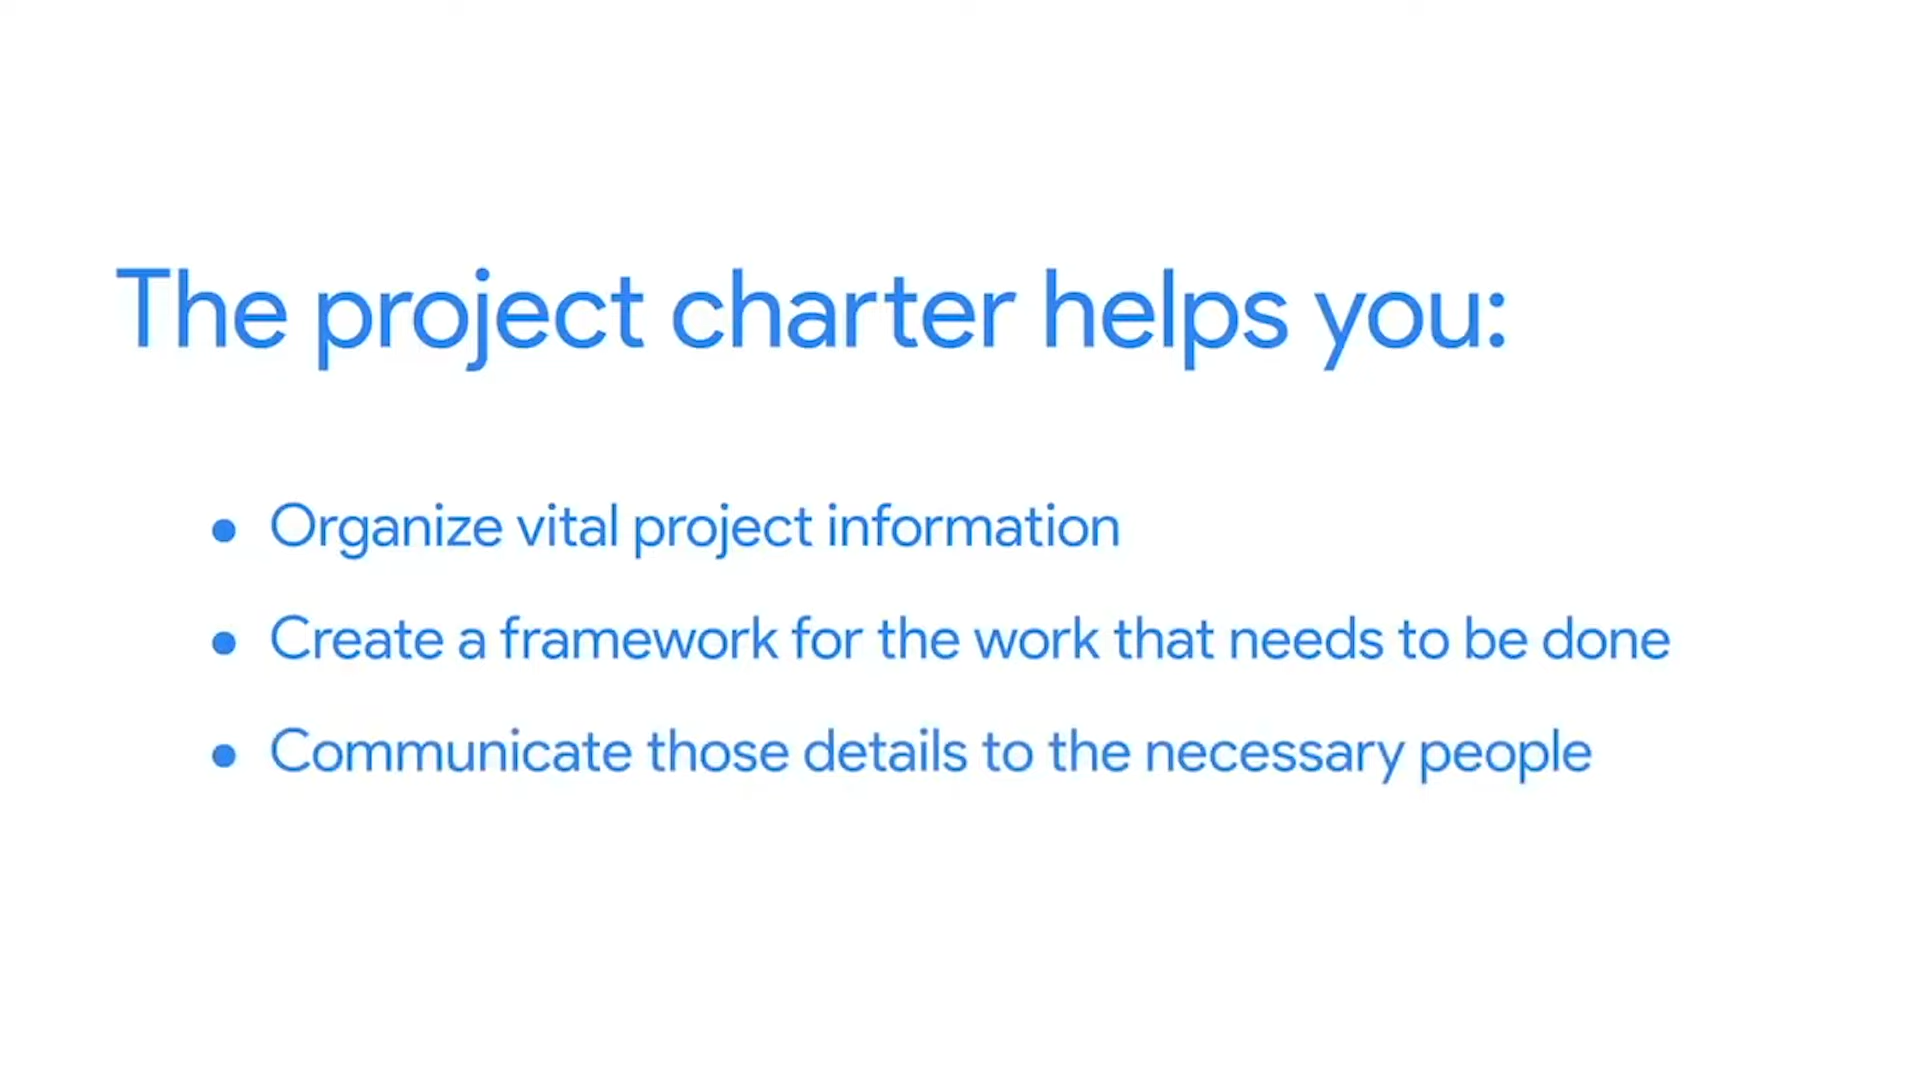 The project charter helps you:
• Organize vital project information
• Create a framework for the work that needs to be done
• Communicate those details to the necessary people